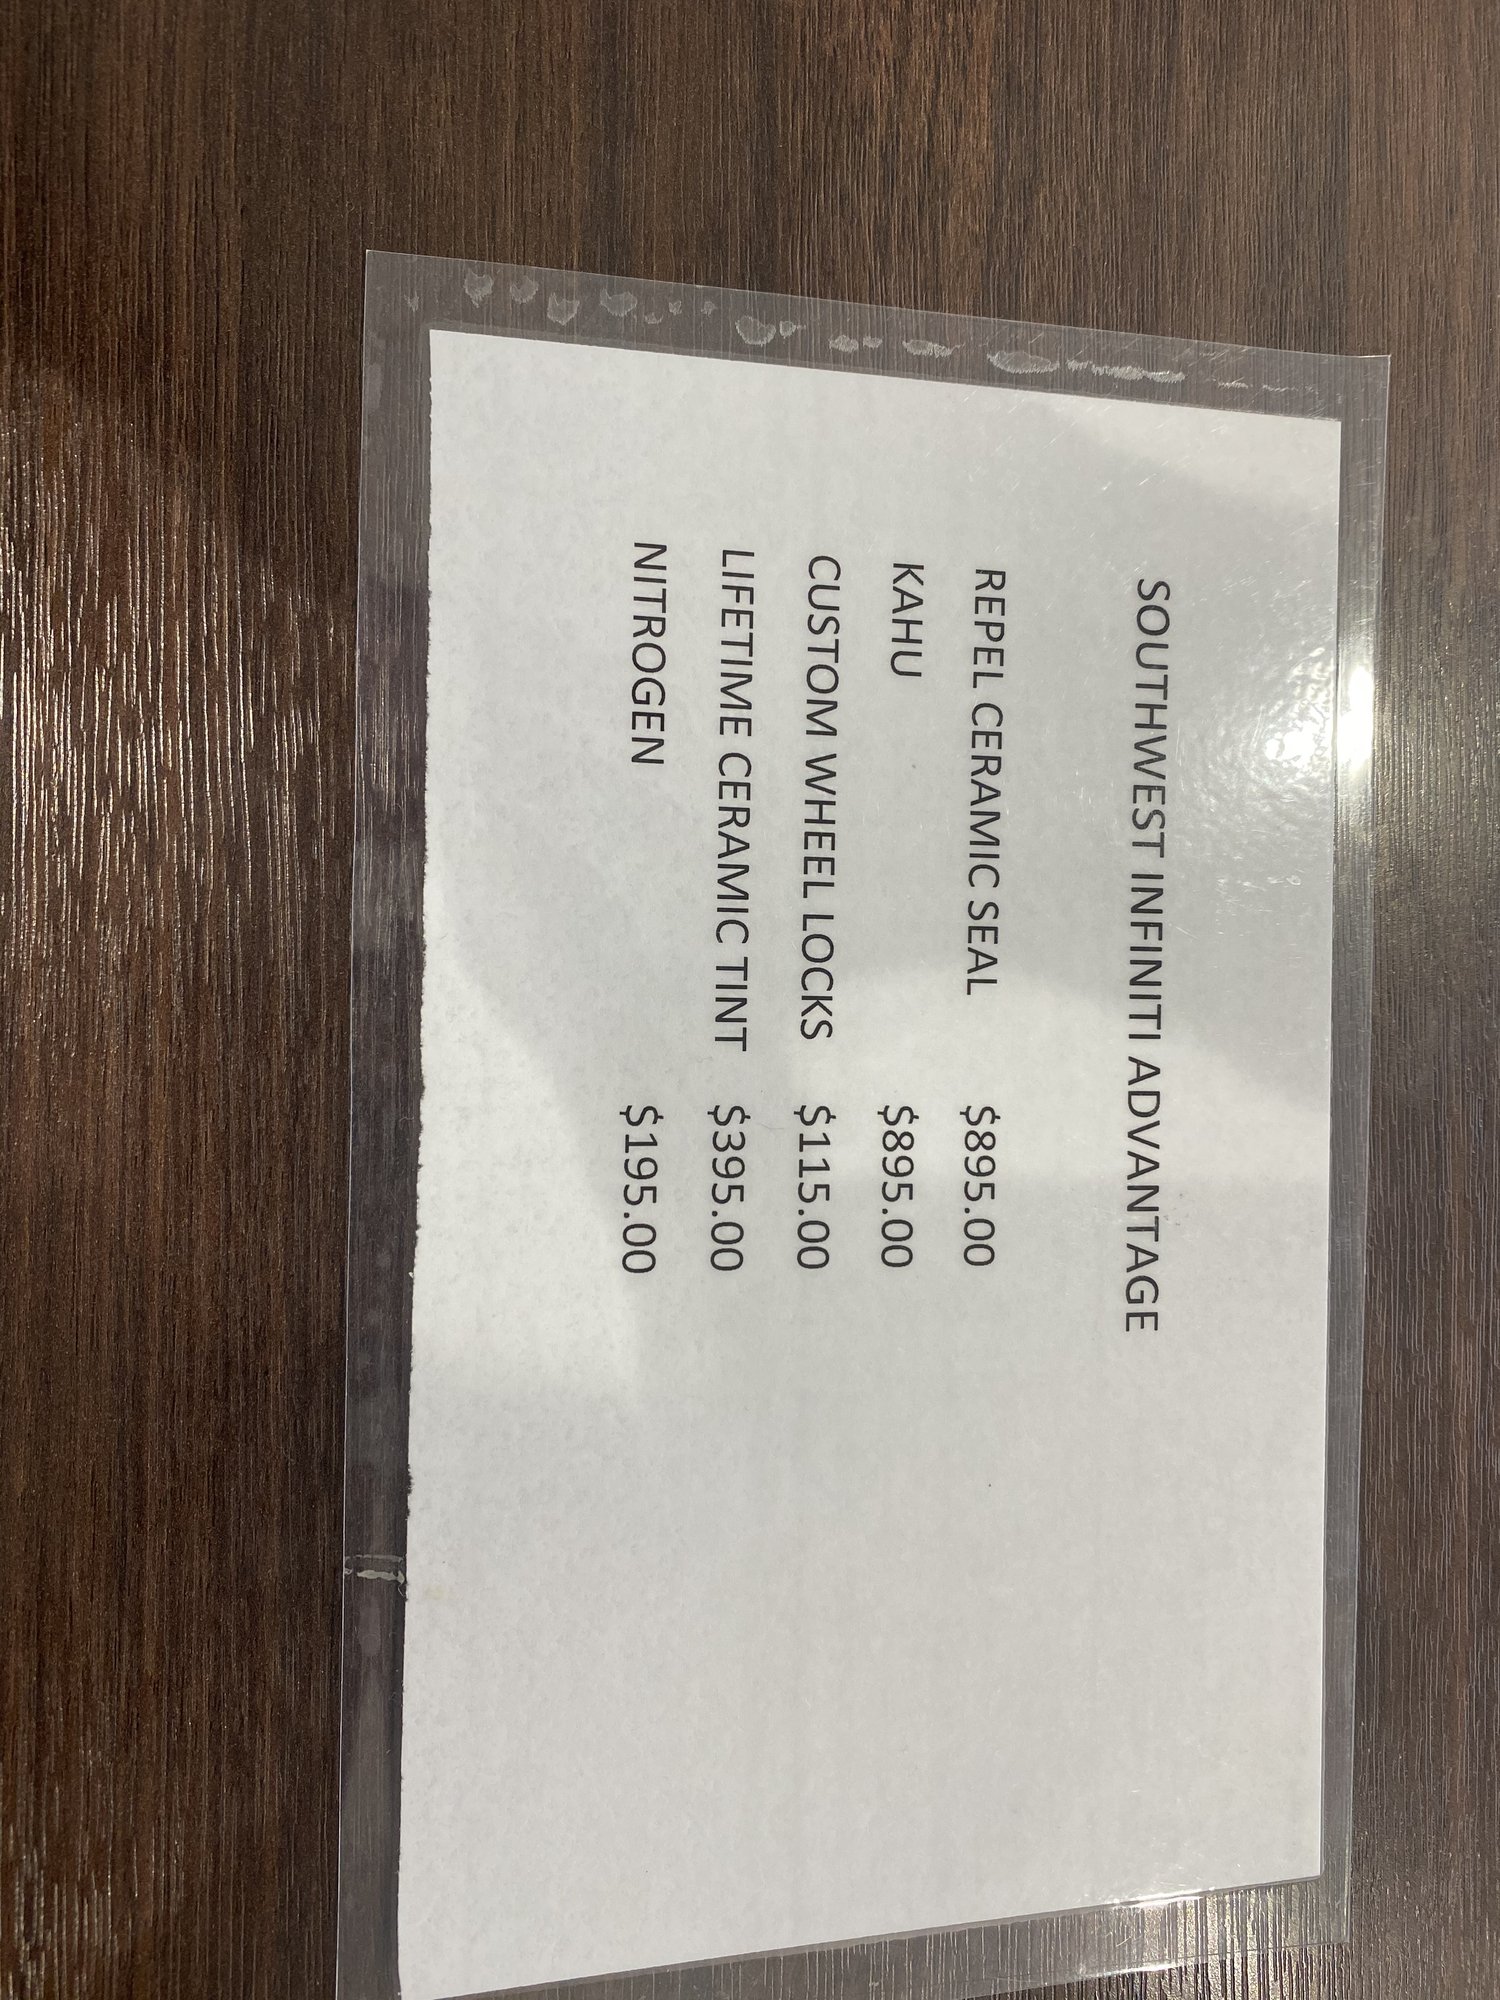 SOUTHWEST INFINITI ADVANTAGE
REPEL CERAMIC SEAL $895.00
KAHU $895.00
CUSTOM WHEEL LOCKS $115.00
LIFETIME CERAMIC TINT $395.00
NITROGEN $195.00